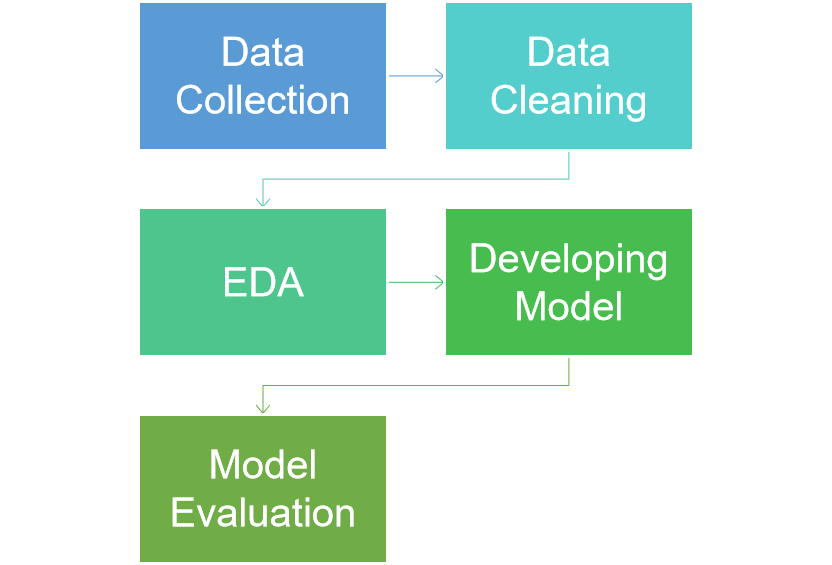 Data
Collection
Data
Cleaning
EDA
Developing
Model
Model
Evaluation